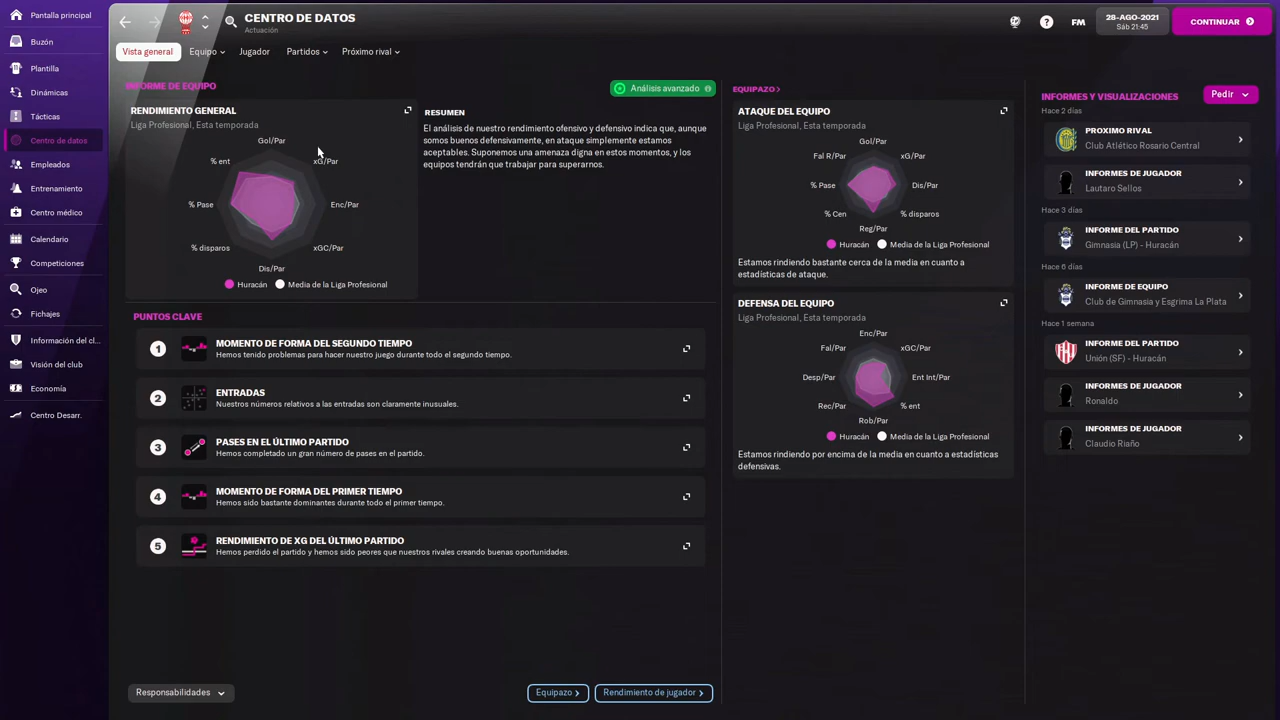 Pantalla principal
Buzón
Plantilla
Dinámicas
Tácticas
Centro de datos
Empleados
Entrenamiento
Centro médico
Calendario
Competiciones
Ojeo
Fichajes
Información del cl...
Visión del club
Economía
Centro Desarr.
CENTRO DE DATOS
Actuación
FM
28-AGO-2021
Sáb 21:45
CONTINUAR
Vista general
Equipo
Jugador
Partidos
Próximo rival
INFORME DE EQUIPO
Análisis avanzado
RENDIMIENTO GENERAL
Liga Profesional, Esta temporada
Gol/Par
xG/Par
Enc/Par
xGC/Par
Dis/Par
% disparos
% Pase
% ent
Huracán
Media de la Liga Profesional
RESUMEN
El análisis de nuestro rendimiento ofensivo y defensivo indica que, aunque
somos buenos defensivamente, en ataque simplemente estamos
aceptables. Suponemos una amenaza digna en estos momentos, y los
equipos tendrán que trabajar para superarnos.
PUNTOS CLAVE
1
MOMENTO DE FORMA DEL SEGUNDO TIEMPO
Hemos tenido problemas para hacer nuestro juego durante todo el segundo tiempo.
2
ENTRADAS
Nuestros números relativos a las entradas son claramente inusuales.
3
PASES EN EL ÚLTIMO PARTIDO
Hemos completado un gran número de pases en el partido.
4
MOMENTO DE FORMA DEL PRIMER TIEMPO
Hemos sido bastante dominantes durante todo el primer tiempo.
5
RENDIMIENTO DE XG DEL ÚLTIMO PARTIDO
Hemos perdido el partido y hemos sido peores que nuestros rivales creando buenas oportunidades.
Responsabilidades
Equipazo
Rendimiento de jugador
EQUIPAZO
ATAQUE DEL EQUIPO
Liga Profesional, Esta temporada
Gol/Par
xG/Par
Dis/Par
% disparos
Reg/Par
% Cen
% Pase
Fal R/Par
Huracán
Media de la Liga Profesional
Estamos rindiendo bastante cerca de la media en cuanto a
estadísticas de ataque.
DEFENSA DEL EQUIPO
Liga Profesional, Esta temporada
Enc/Par
xGC/Par
Ent Int/Par
% ent
Rob/Par
Rec/Par
Desp/Par
Fal/Par
Huracán
Media de la Liga Profesional
Estamos rindiendo por encima de la media en cuanto a estadísticas
defensivas.
INFORMES Y VISUALIZACIONES
Pedir
Hace 2 días
PROXIMO RIVAL
Club Atlético Rosario Central
INFORMES DE JUGADOR
Lautaro Sellos
Hace 3 días
INFORME DEL PARTIDO
Gimnasia (LP) - Huracán
Hace 6 días
INFORME DE EQUIPO
Club de Gimnasia y Esgrima La Plata
Hace 1 semana
INFORME DEL PARTIDO
Unión (SF) - Huracán
INFORMES DE JUGADOR
Ronaldo
INFORMES DE JUGADOR
Claudio Riaño